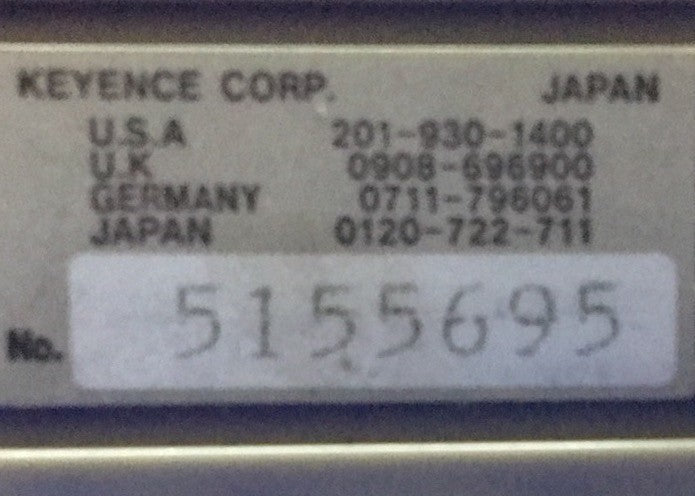 KEYENCE CORP. JAPAN
U.S.A 201-930-1400
U.K 0908-696900
GERMANY 0711-796061
JAPAN 0120-722-711
No. 5155695